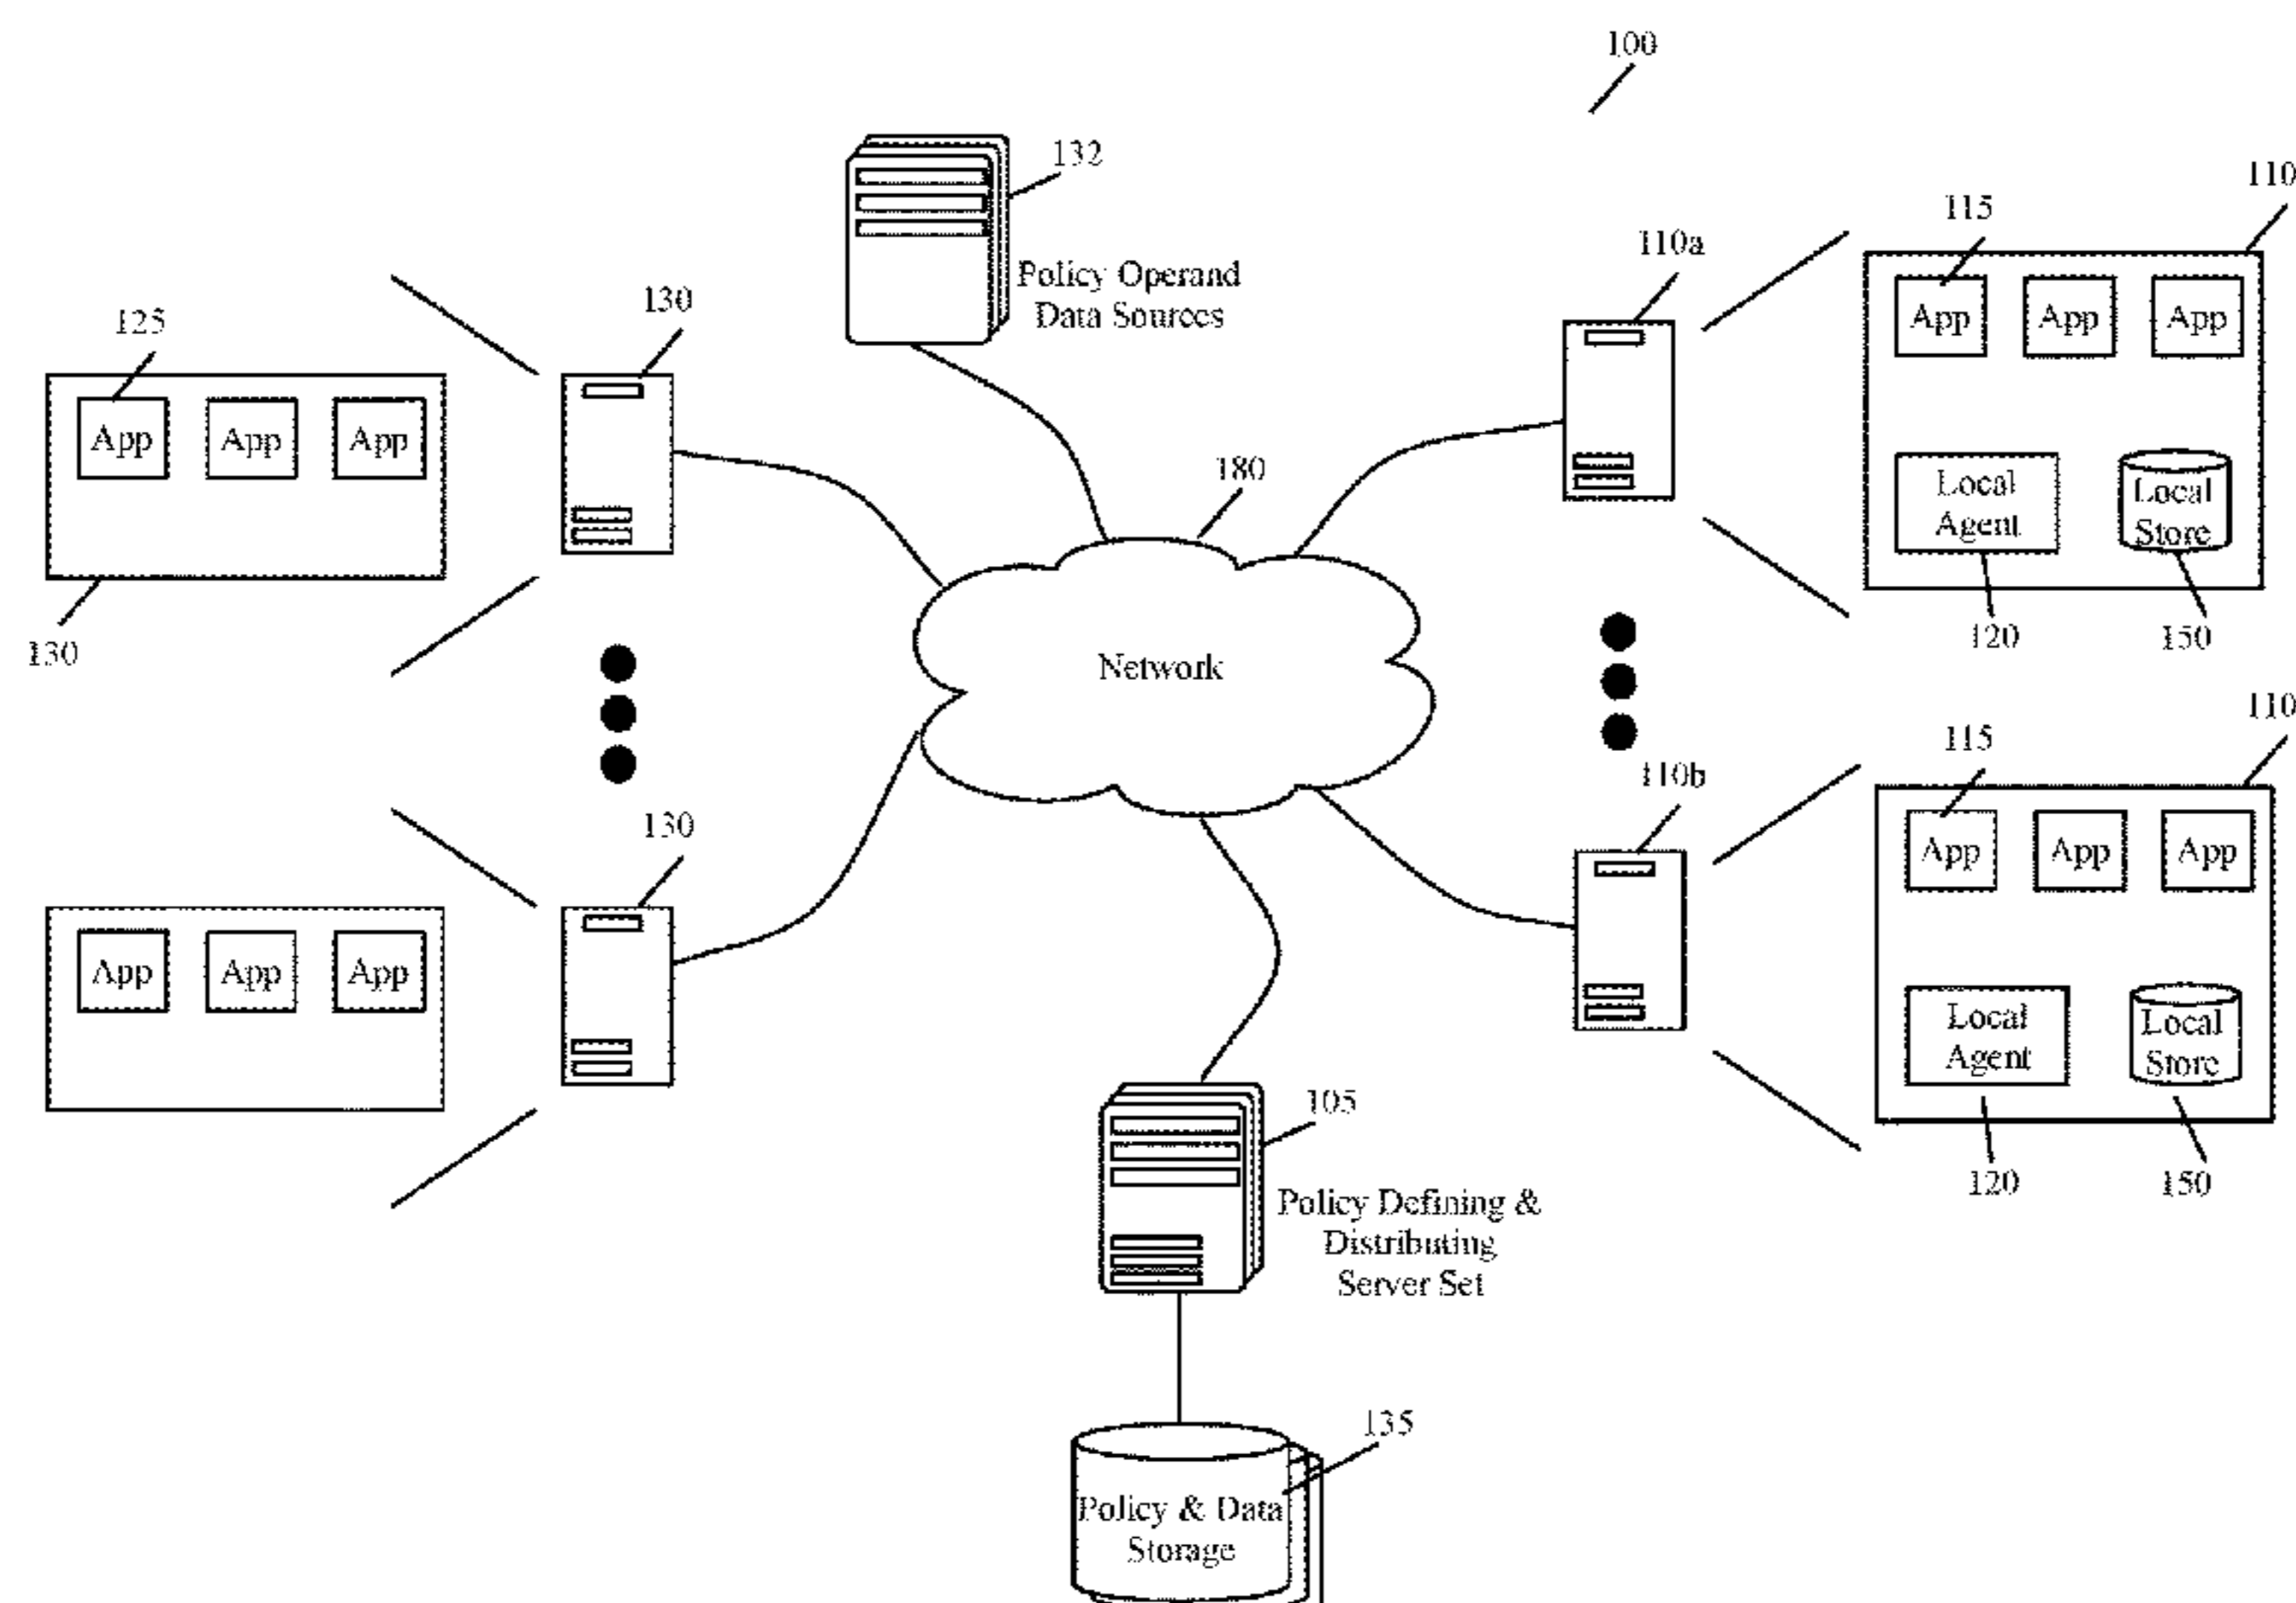 100
132
110
115
110a
Policy Operand
Data Sources
130
125
App
App
App
App
App
App
180
Local
Agent
Local
Store
130
120
150
Network
110
115
110b
130
App
App
App
App
App
App
Local
Agent
Local
Store
105
120
150
Policy Defining &
Distributing
Server Set
135
Policy & Data
Storage